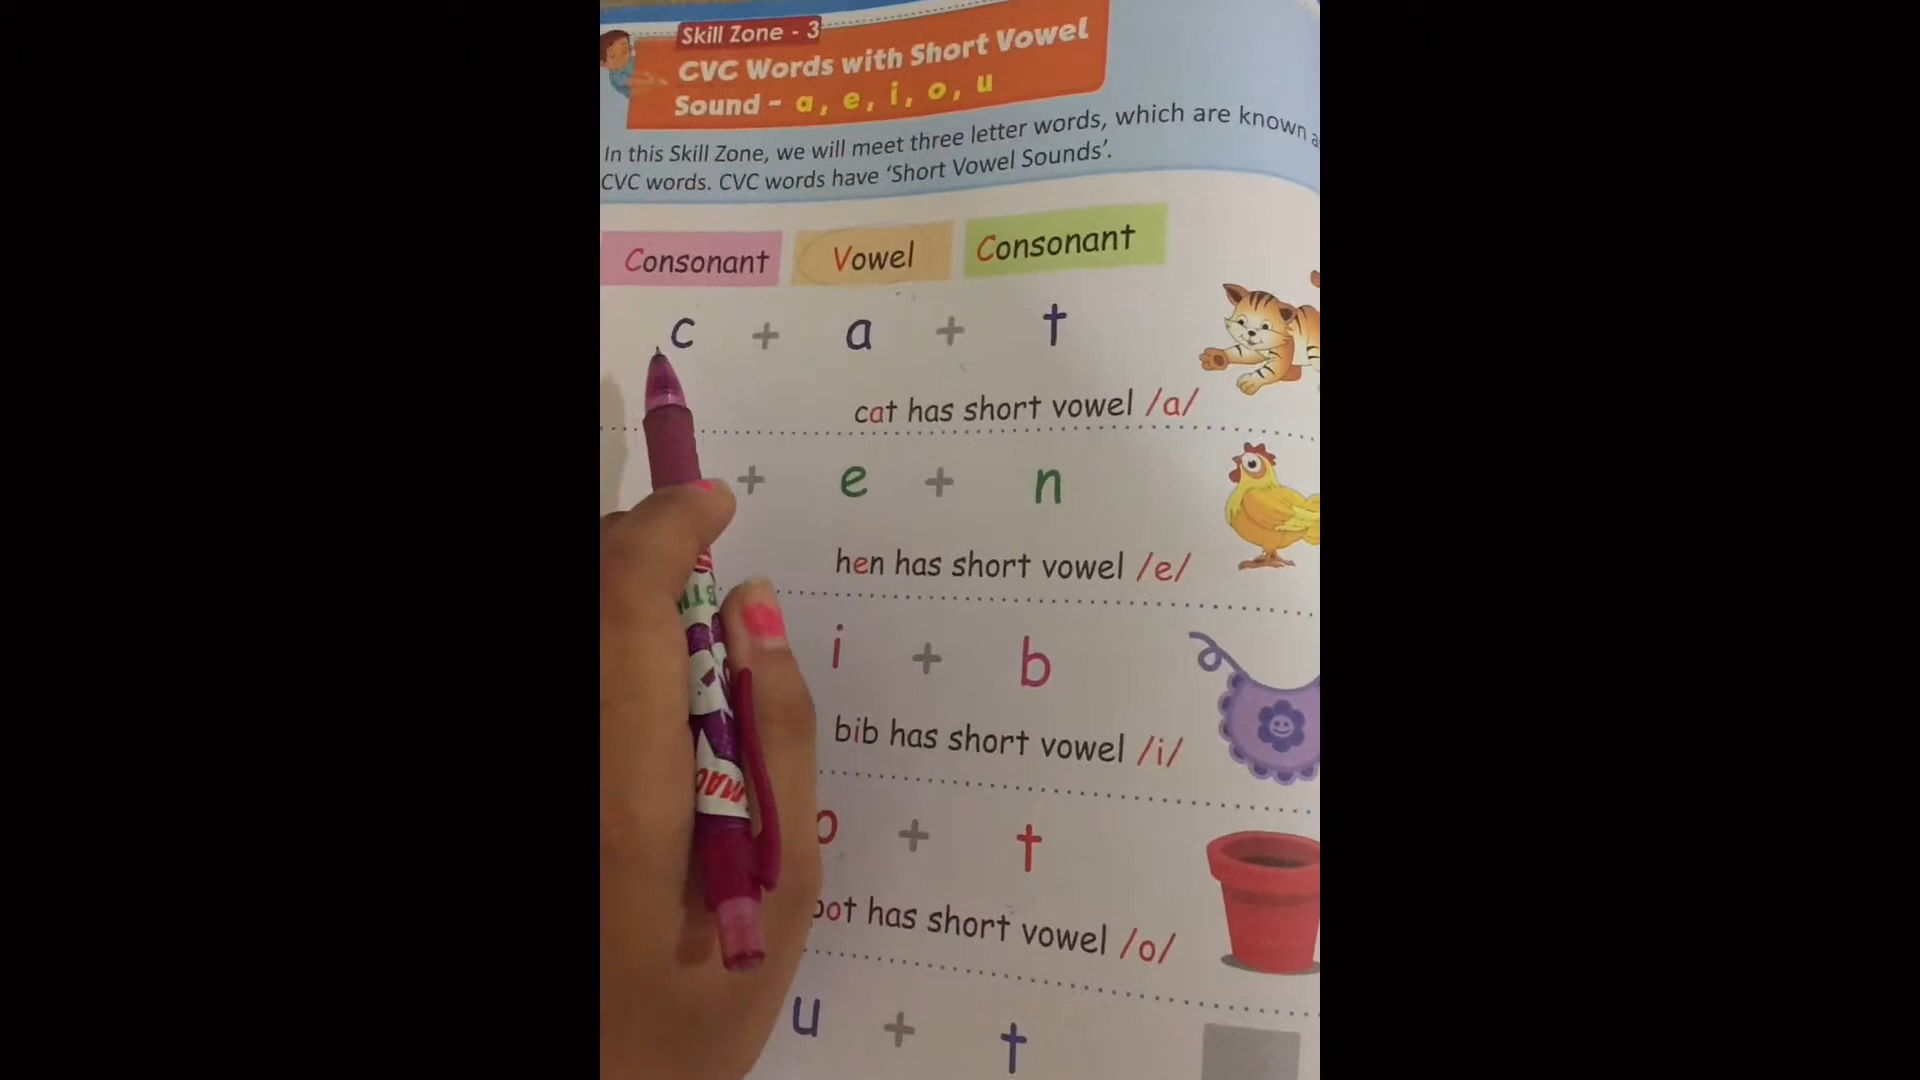 Skill Zone - 3
CVC Words with Short Vowel
Sound - a, e, i, o, u
In this Skill Zone, we will meet three letter words, which are known
CVC words. CVC words have ‘Short Vowel Sounds’.
Consonant Vowel Consonant
c + a + t
cat has short vowel /a/
+ e + n
hen has short vowel /e/
i + b
bib has short vowel /i/
o + t
pot has short vowel /o/
u + t